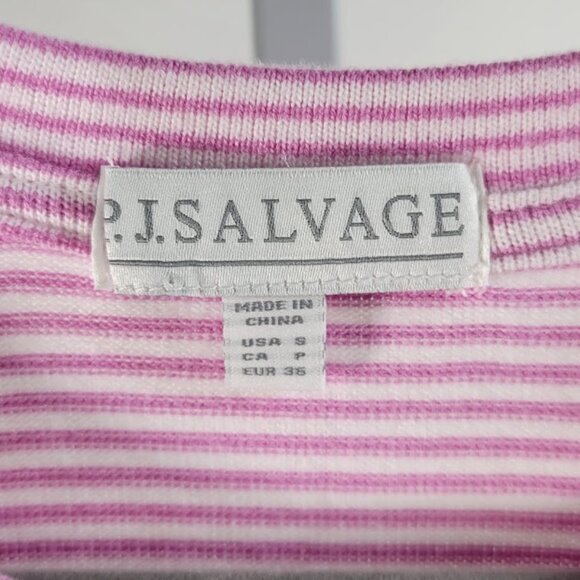 P.J.SALVAGE
MADE IN
CHINA
USA S
CA P
EUR 36